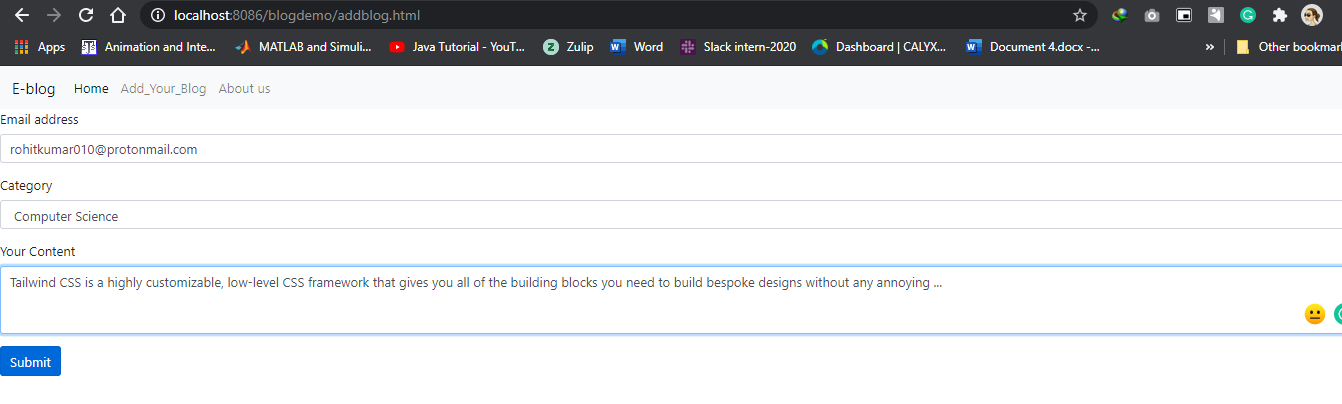 localhost:8086/blogdemo/addblog.html
Apps Animation and Inte... MATLAB and Simuli... Java Tutorial - YouT... Zulip Word Slack intern-2020 Dashboard | CALYX... Document 4.docx -... » Other bookmar
E-blog Home Add_Your_Blog About us
Email address
rohitkumar010@protonmail.com
Category
Computer Science
Your Content
Tailwind CSS is a highly customizable, low-level CSS framework that gives you all of the building blocks you need to build bespoke designs without any annoying ...
Submit